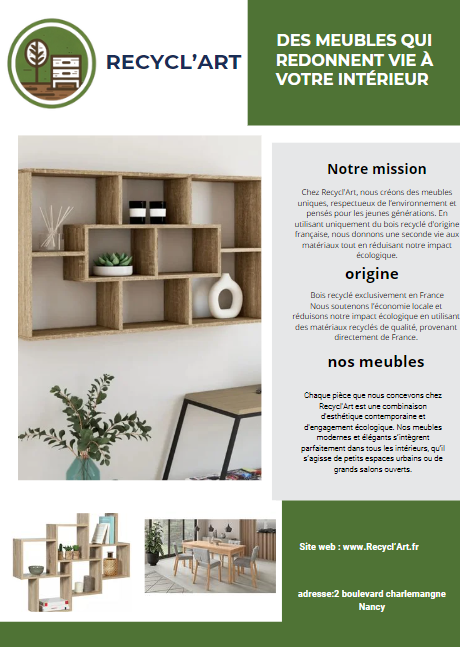 RECYCL'ART
DES MEUBLES QUI
REDONNENT VIE À
VOTRE INTÉRIEUR
Notre mission
Chez Recycl'Art, nous créons des meubles
uniques, respectueux de l'environnement et
pensés pour les jeunes générations. En
utilisant uniquement du bois recyclé d'origine
française, nous donnons une seconde vie aux
matériaux tout en réduisant notre impact
écologique.
origine
Bois recyclé exclusivement en France
Nous soutenons l'économie locale et
réduisons notre impact écologique en utilisant
des matériaux recyclés de qualité, provenant
directement de France.
nos meubles
Chaque pièce que nous concevons chez
Recycl'Art est une combinaison
d'esthétique contemporaine et
d'engagement écologique. Nos meubles
modernes et élégants s'intègrent
parfaitement dans tous les intérieurs, qu'il
s'agisse de petits espaces urbains ou de
grands salons ouverts.
Site web : www.Recycl'Art.fr
adresse:2 boulevard charlemangne
Nancy